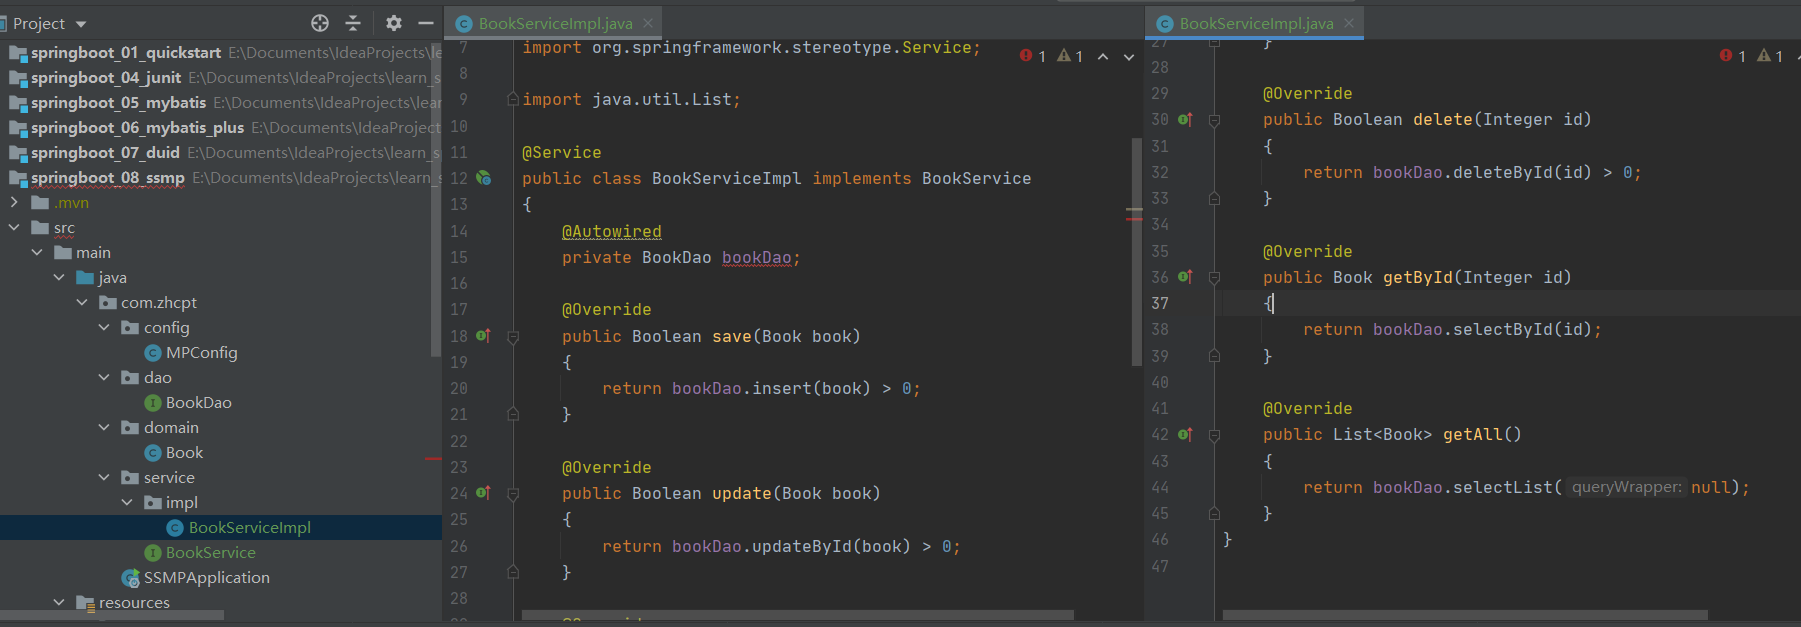 Project
springboot_01_quickstart E:\Documents\IdeaProjects\le
springboot_04_junit E:\Documents\IdeaProjects\learn_s
springboot_05_mybatis E:\Documents\IdeaProjects\lear
springboot_06_mybatis_plus E:\Documents\IdeaProject
springboot_07_duid E:\Documents\IdeaProjects\learn_s
springboot_08_ssmp E:\Documents\IdeaProjects\learn_s
.mvn
src
main
java
com.zhcpt
config
MPConfig
dao
BookDao
domain
Book
service
impl
BookServiceImpl
BookService
SSMPApplication
resources
BookServiceImpl.java
1 1
7 import org.springframework.stereotype.Service;
8
9 import java.util.List;
10
11 @Service
12 public class BookServiceImpl implements BookService
13 {
14 @Autowired
15 private BookDao bookDao;
16
17 @Override
18 public Boolean save(Book book)
19 {
20 return bookDao.insert(book) > 0;
21 }
22
23 @Override
24 public Boolean update(Book book)
25 {
26 return bookDao.updateById(book) > 0;
27 }
28
BookServiceImpl.java
1 1
27 }
28
29 @Override
30 public Boolean delete(Integer id)
31 {
32 return bookDao.deleteById(id) > 0;
33 }
34
35 @Override
36 public Book getById(Integer id)
37 {
38 return bookDao.selectById(id);
39 }
40
41 @Override
42 public List<Book> getAll()
43 {
44 return bookDao.selectList( queryWrapper: null);
45 }
46 }
47